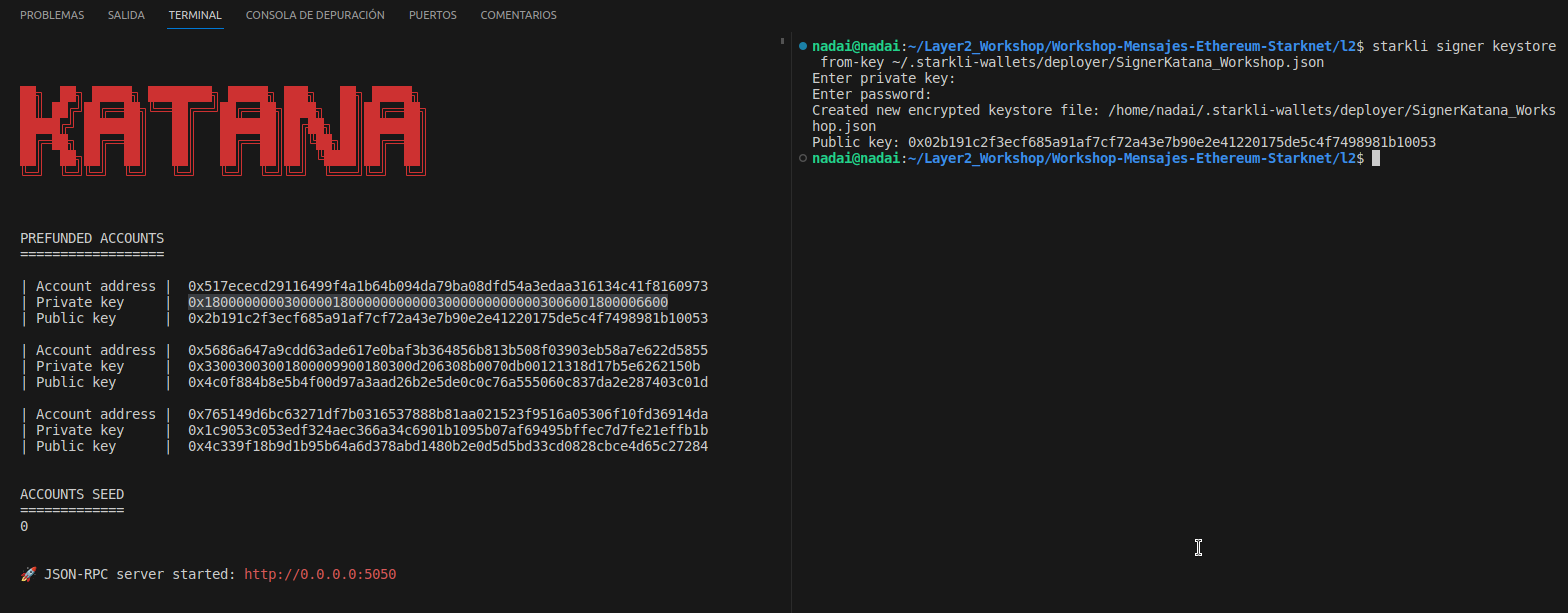 PROBLEMAS SALIDA TERMINAL CONSOLA DE DEPURACIÓN PUERTOS COMENTARIOS
KATANA
PREFUNDED ACCOUNTS
==================
| Account address | 0x517ececd29116499f4a1b64b094da79ba08dfd54a3edaa316134c41f8160973
| Private key | 0x1800000000300000180000000000030000000000003006001800006600
| Public key | 0x2b191c2f3ecf685a91af7cf72a43e7b90e2e41220175de5c4f7498981b10053
| Account address | 0x5686a647a9cdd63ade617e0baf3b364856b813b508f03903eb58a7e622d5855
| Private key | 0x33003003001800009900180300d206308b0070db00121318d17b5e6262150b
| Public key | 0x4c0f884b8e5b4f00d97a3aad26b2e5de0c0c76a555060c837da2e287403c01d
| Account address | 0x765149d6bc63271df7b0316537888b81aa021523f9516a05306f10fd36914da
| Private key | 0x1c9053c053edf324aec366a34c6901b1095b07af69495bffec7d7fe21effb1b
| Public key | 0x4c339f18b9d1b95b64a6d378abd1480b2e0d5d5bd33cd0828cbce4d65c27284
ACCOUNTS SEED
=============
0
🚀 JSON-RPC server started: http://0.0.0.0:5050
nadai@nadai:~/Layer2_Workshop/Workshop-Mensajes-Ethereum-Starknet/l2$ starkli signer keystore
from-key ~/.starkli-wallets/deployer/SignerKatana_Workshop.json
Enter private key:
Enter password:
Created new encrypted keystore file: /home/nadai/.starkli-wallets/deployer/SignerKatana_Works
hop.json
Public key: 0x02b191c2f3ecf685a91af7cf72a43e7b90e2e41220175de5c4f7498981b10053
nadai@nadai:~/Layer2_Workshop/Workshop-Mensajes-Ethereum-Starknet/l2$